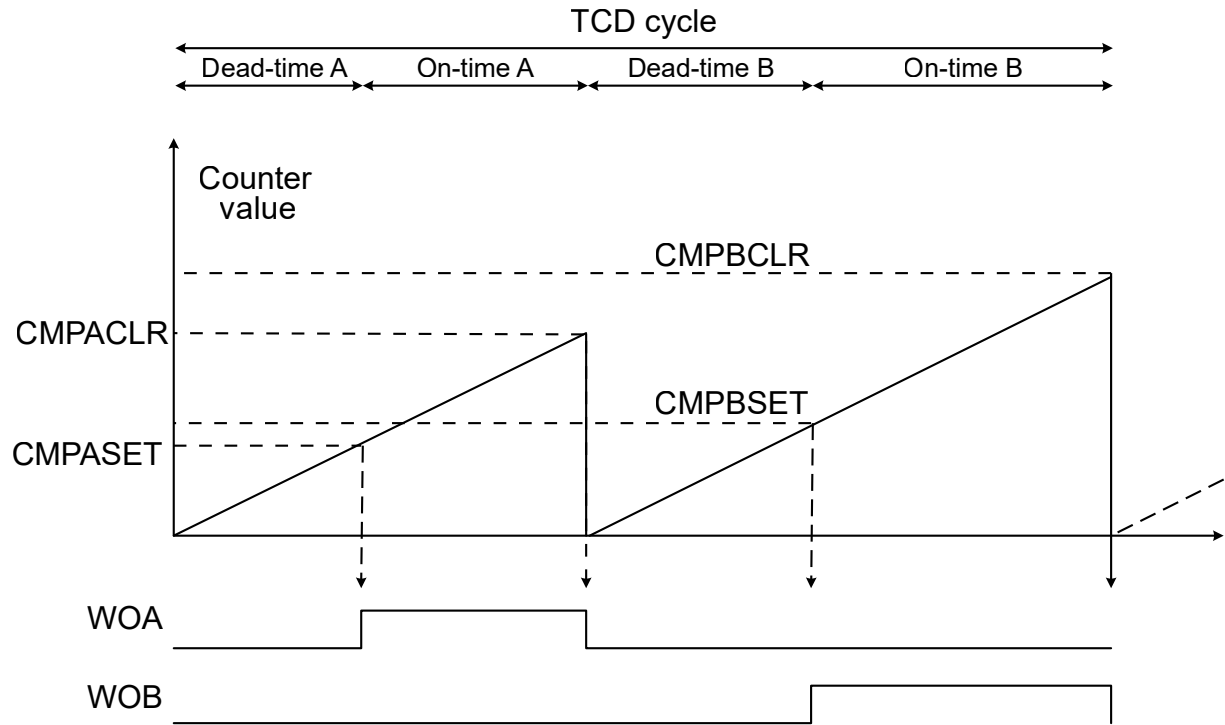 TCD cycle
Dead-time A
On-time A
Dead-time B
On-time B
Counter
value
CMPBCLR
CMPACLR
CMPBSET
CMPASET
WOA
WOB